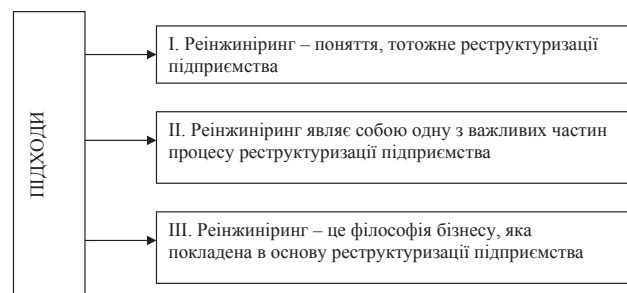 ПІДХОДИ
І. Реінжиніринг – поняття, тотожне реструктуризації
підприємства
ІІ. Реінжиніринг являє собою одну з важливих частин
процесу реструктуризації підприємства
ІІІ. Реінжиніринг – це філософія бізнесу, яка
покладена в основу реструктуризації підприємства